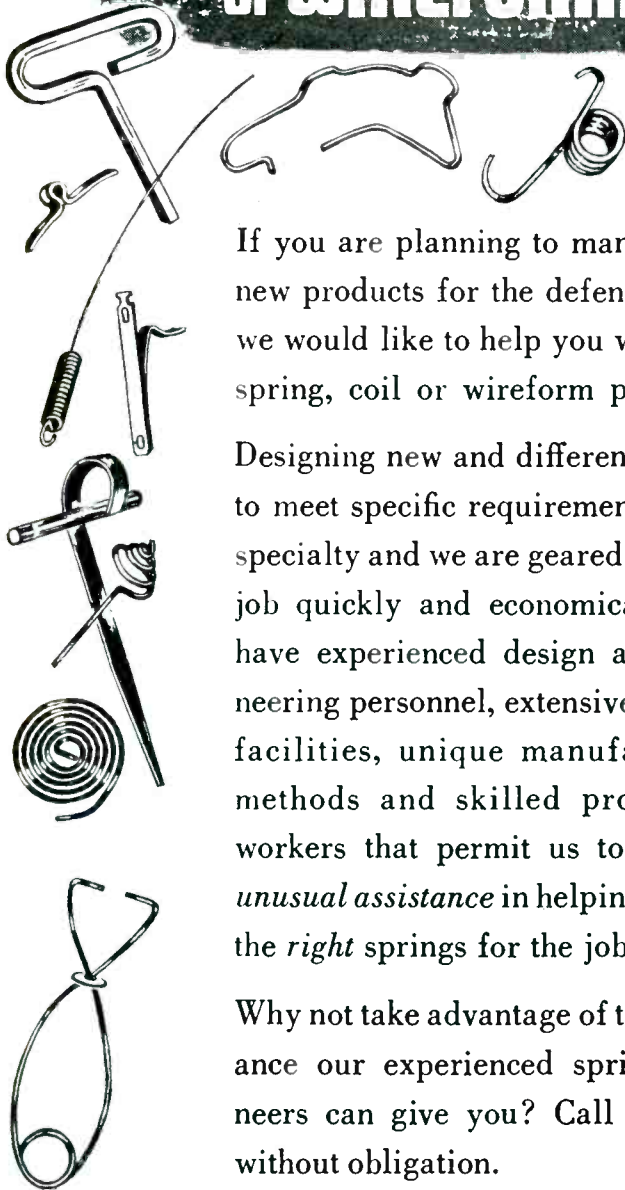 or WIREFORM
If you are planning to man
new products for the defen
we would like to help you w
spring, coil or wireform p
Designing new and differen
to meet specific requiremen
specialty and we are geared
job quickly and economica
have experienced design a
neering personnel, extensive
facilities, unique manufa
methods and skilled pro
workers that permit us to
unusual assistance in helpin
the right springs for the job
Why not take advantage of t
ance our experienced spri
neers can give you? Call
without obligation.